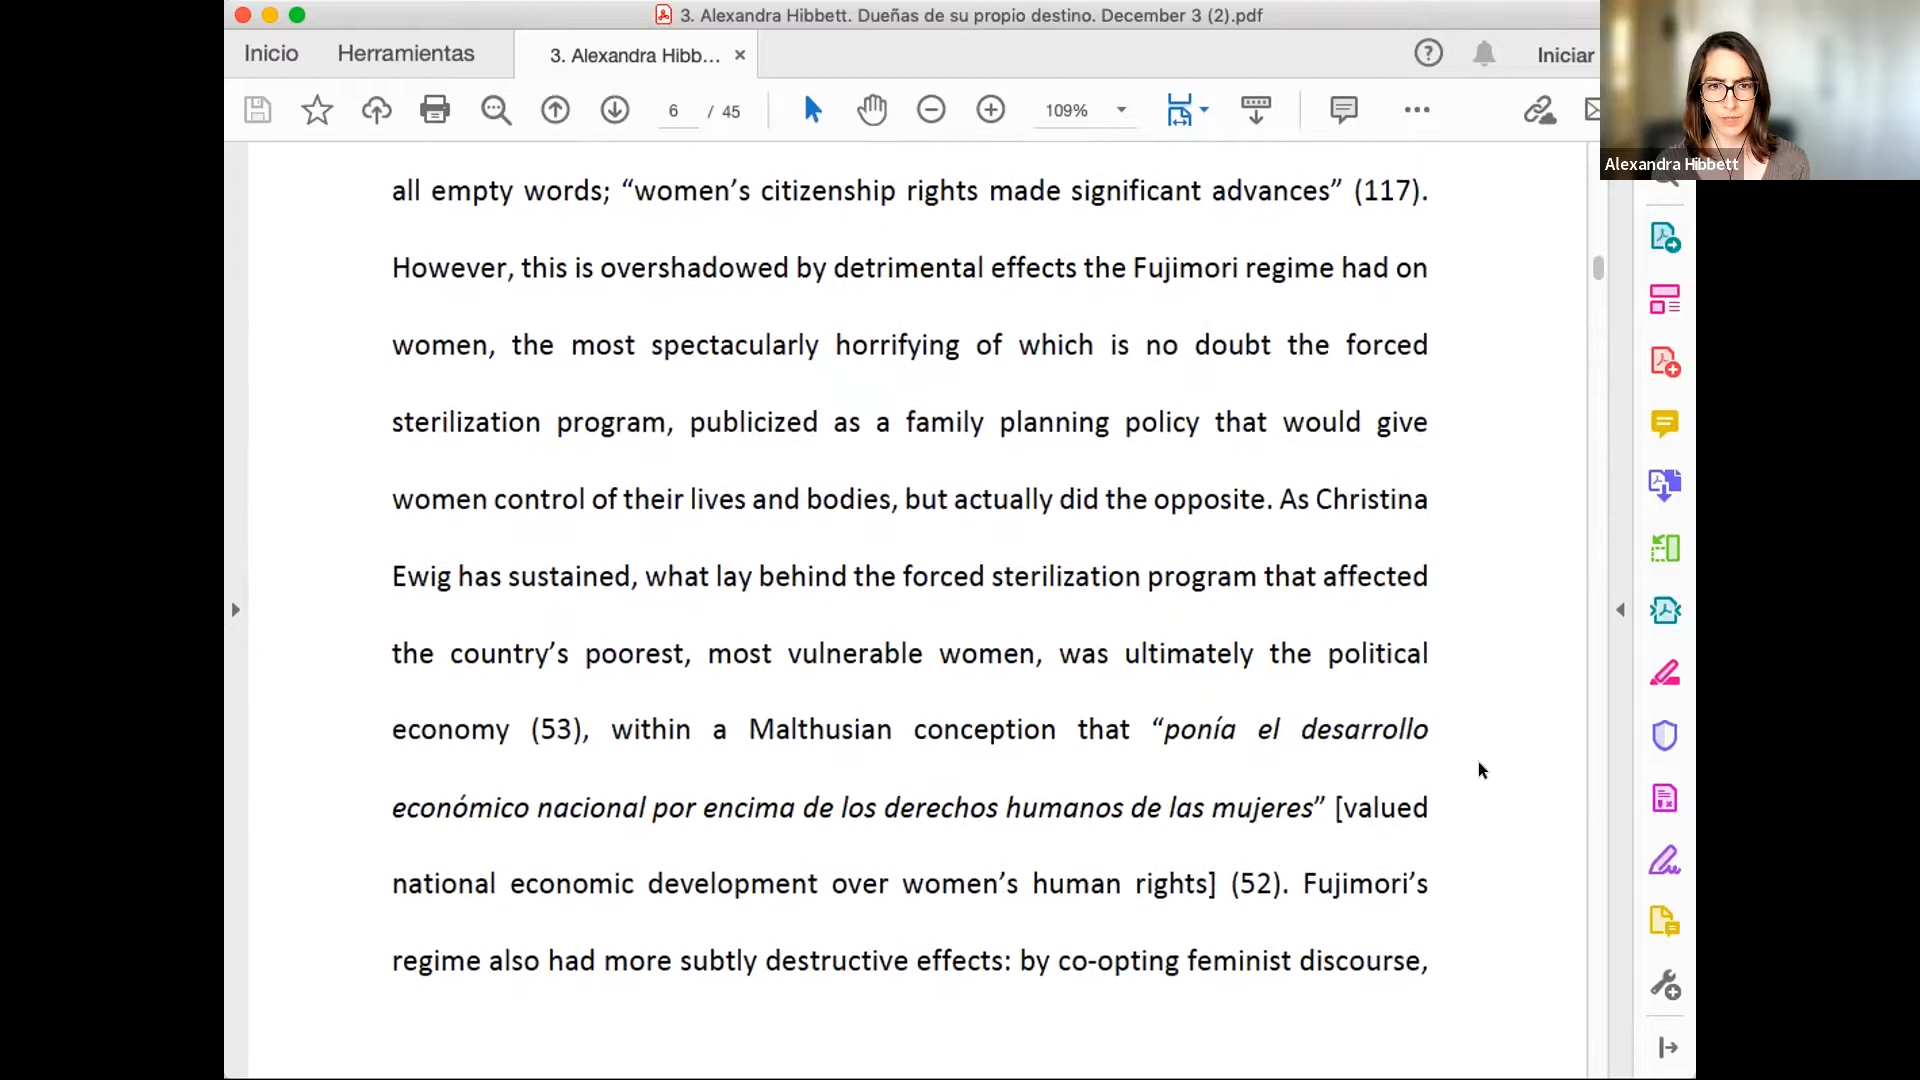 3. Alexandra Hibbett. Dueñas de su propio destino. December 3 (2).pdf
Inicio
Herramientas
3. Alexandra Hibb...
Iniciar
6 / 45
109%
Alexandra Hibbett
all empty words; “women’s citizenship rights made significant advances” (117).
However, this is overshadowed by detrimental effects the Fujimori regime had on
women, the most spectacularly horrifying of which is no doubt the forced
sterilization program, publicized as a family planning policy that would give
women control of their lives and bodies, but actually did the opposite. As Christina
Ewig has sustained, what lay behind the forced sterilization program that affected
the country’s poorest, most vulnerable women, was ultimately the political
economy (53), within a Malthusian conception that “ponía el desarrollo
económico nacional por encima de los derechos humanos de las mujeres” [valued
national economic development over women’s human rights] (52). Fujimori’s
regime also had more subtly destructive effects: by co-opting feminist discourse,